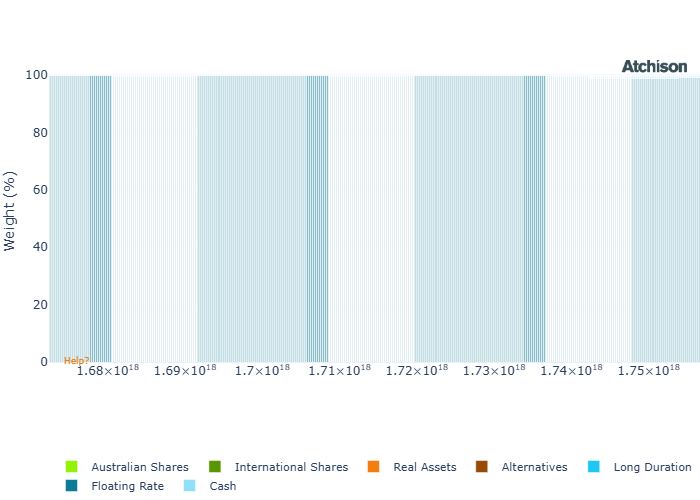 Atchison
100
80
60
40
20
0
Weight (%)
Help?
1.68×10¹⁸ 1.69×10¹⁸ 1.7×10¹⁸ 1.71×10¹⁸ 1.72×10¹⁸ 1.73×10¹⁸ 1.74×10¹⁸ 1.75×10¹⁸
Australian Shares International Shares Real Assets Alternatives Long Duration
Floating Rate Cash